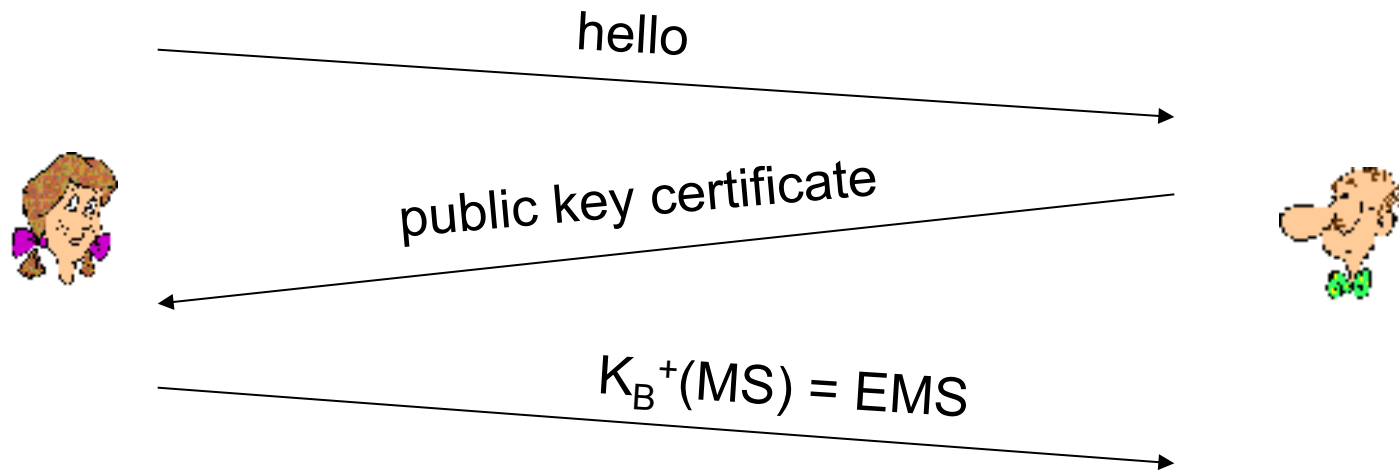 hello
public key certificate
K_B^+(MS) = EMS